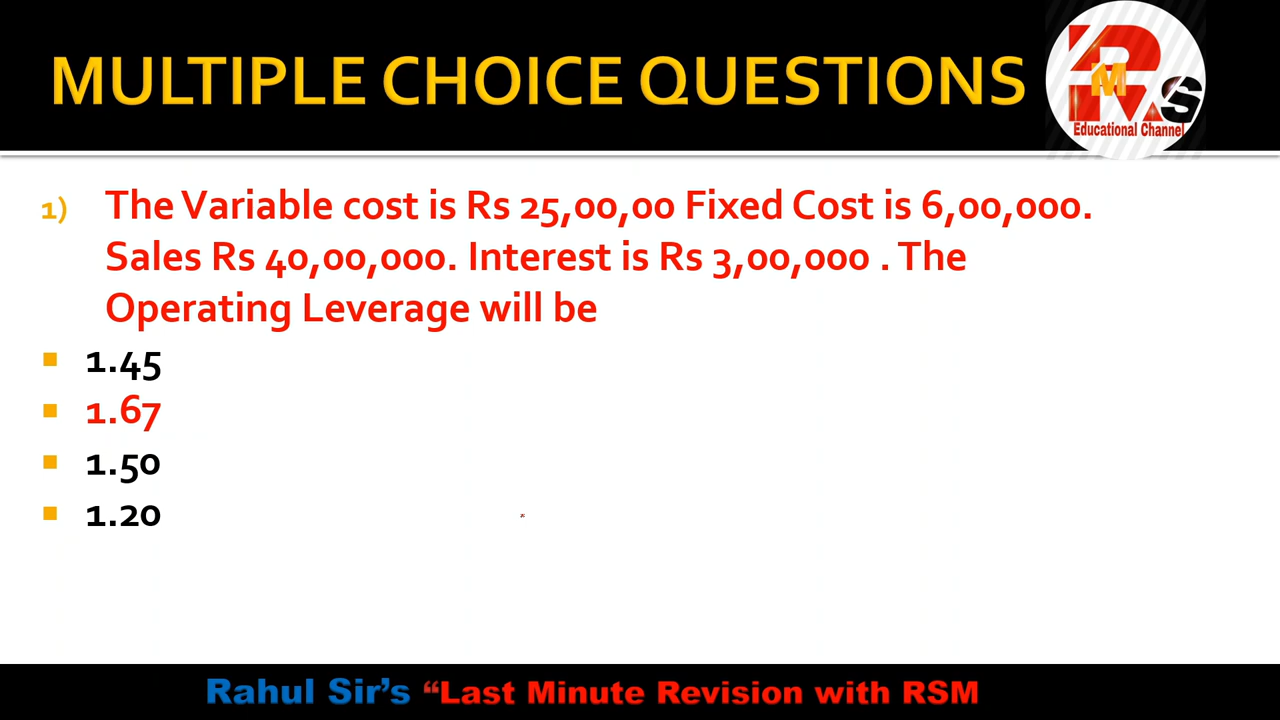 MULTIPLE CHOICE QUESTIONS
RMS
Educational Channel
1) The Variable cost is Rs 25,00,00 Fixed Cost is 6,00,000.
Sales Rs 40,00,000. Interest is Rs 3,00,000 . The
Operating Leverage will be
1.45
1.67
1.50
1.20
Rahul Sir's "Last Minute Revision with RSM